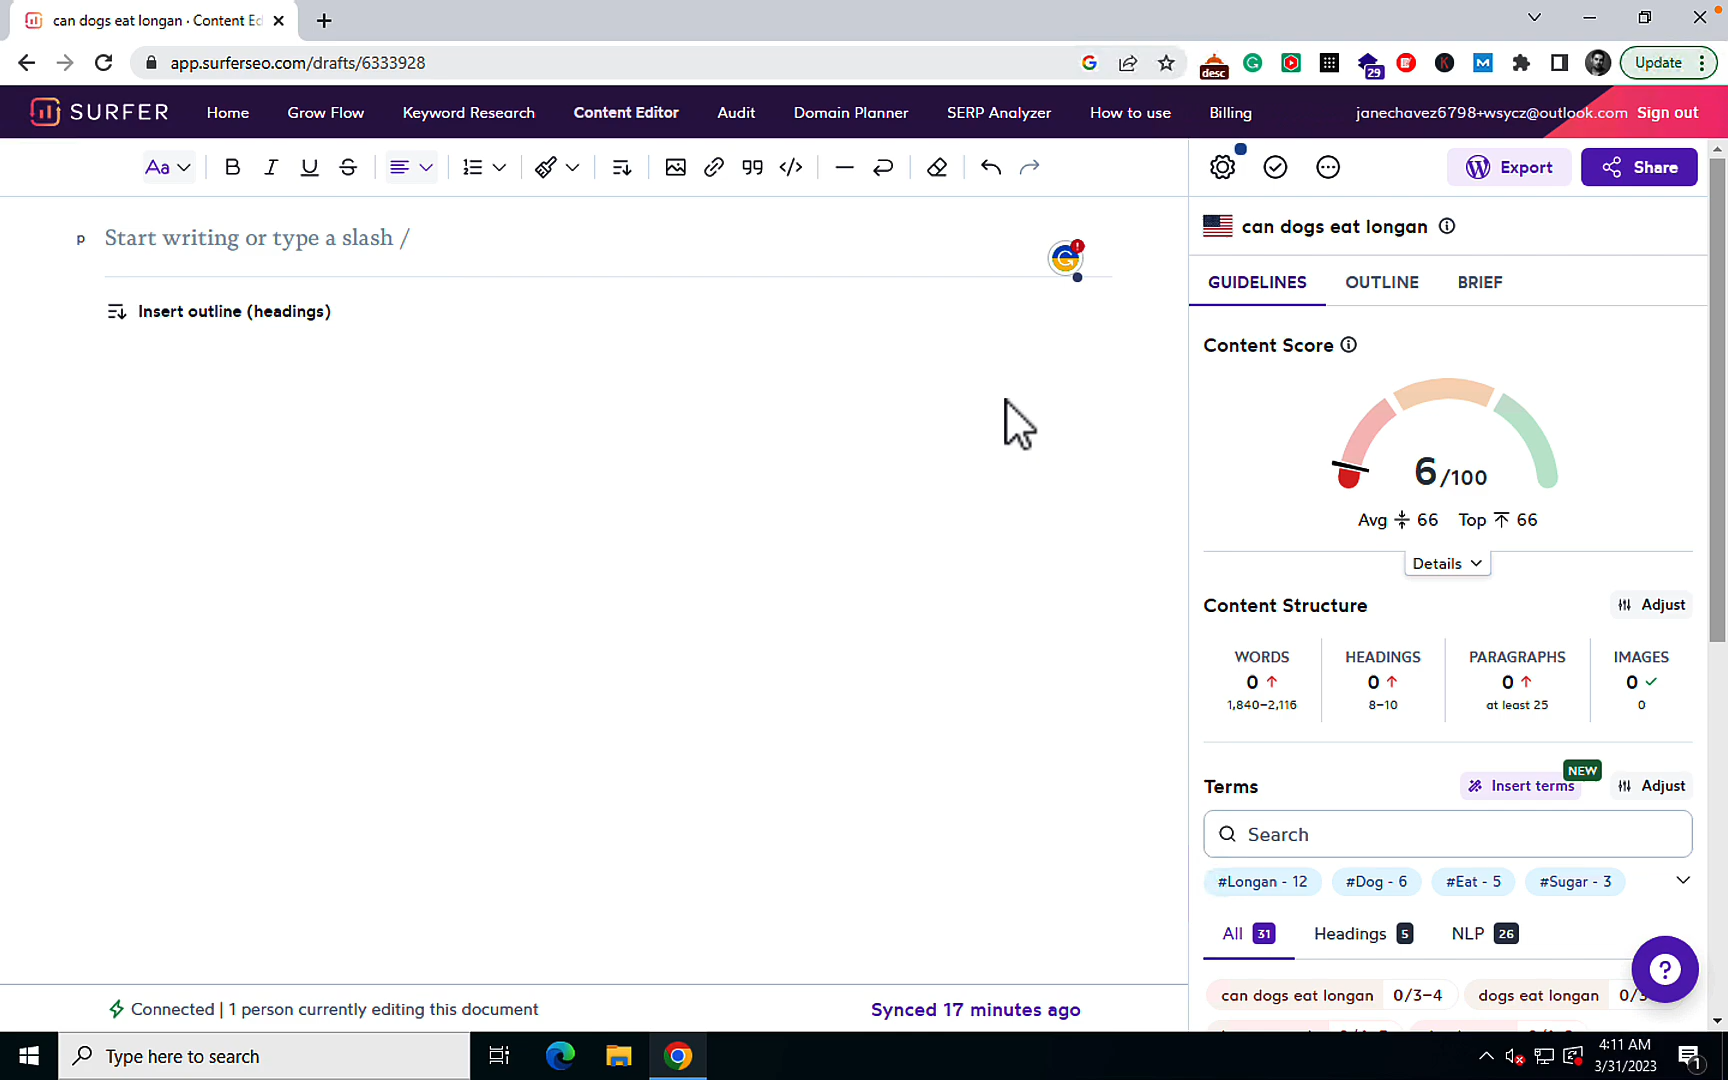 can dogs eat longan · Content Ed
app.surferseo.com/drafts/6333928
desc
29
Update
SURFER
Home
Grow Flow
Keyword Research
Content Editor
Audit
Domain Planner
SERP Analyzer
How to use
Billing
janechavez6798+wsycz@outlook.com
Sign out
Aa
B
I
U
S
Export
Share
p
Start writing or type a slash /
Insert outline (headings)
can dogs eat longan
GUIDELINES
OUTLINE
BRIEF
Content Score
6 /100
Avg 66 Top 66
Details
Content Structure
Adjust
WORDS HEADINGS PARAGRAPHS IMAGES
0 0 0 0
1,840–2,116 8–10 at least 25 0
NEW
Terms
Insert terms
Adjust
Search
#Longan - 12 #Dog - 6 #Eat - 5 #Sugar - 3
All 31 Headings 5 NLP 26
can dogs eat longan 0/3–4 dogs eat longan
?
Connected | 1 person currently editing this document
Synced 17 minutes ago
Type here to search
4:11 AM
3/31/2023
1